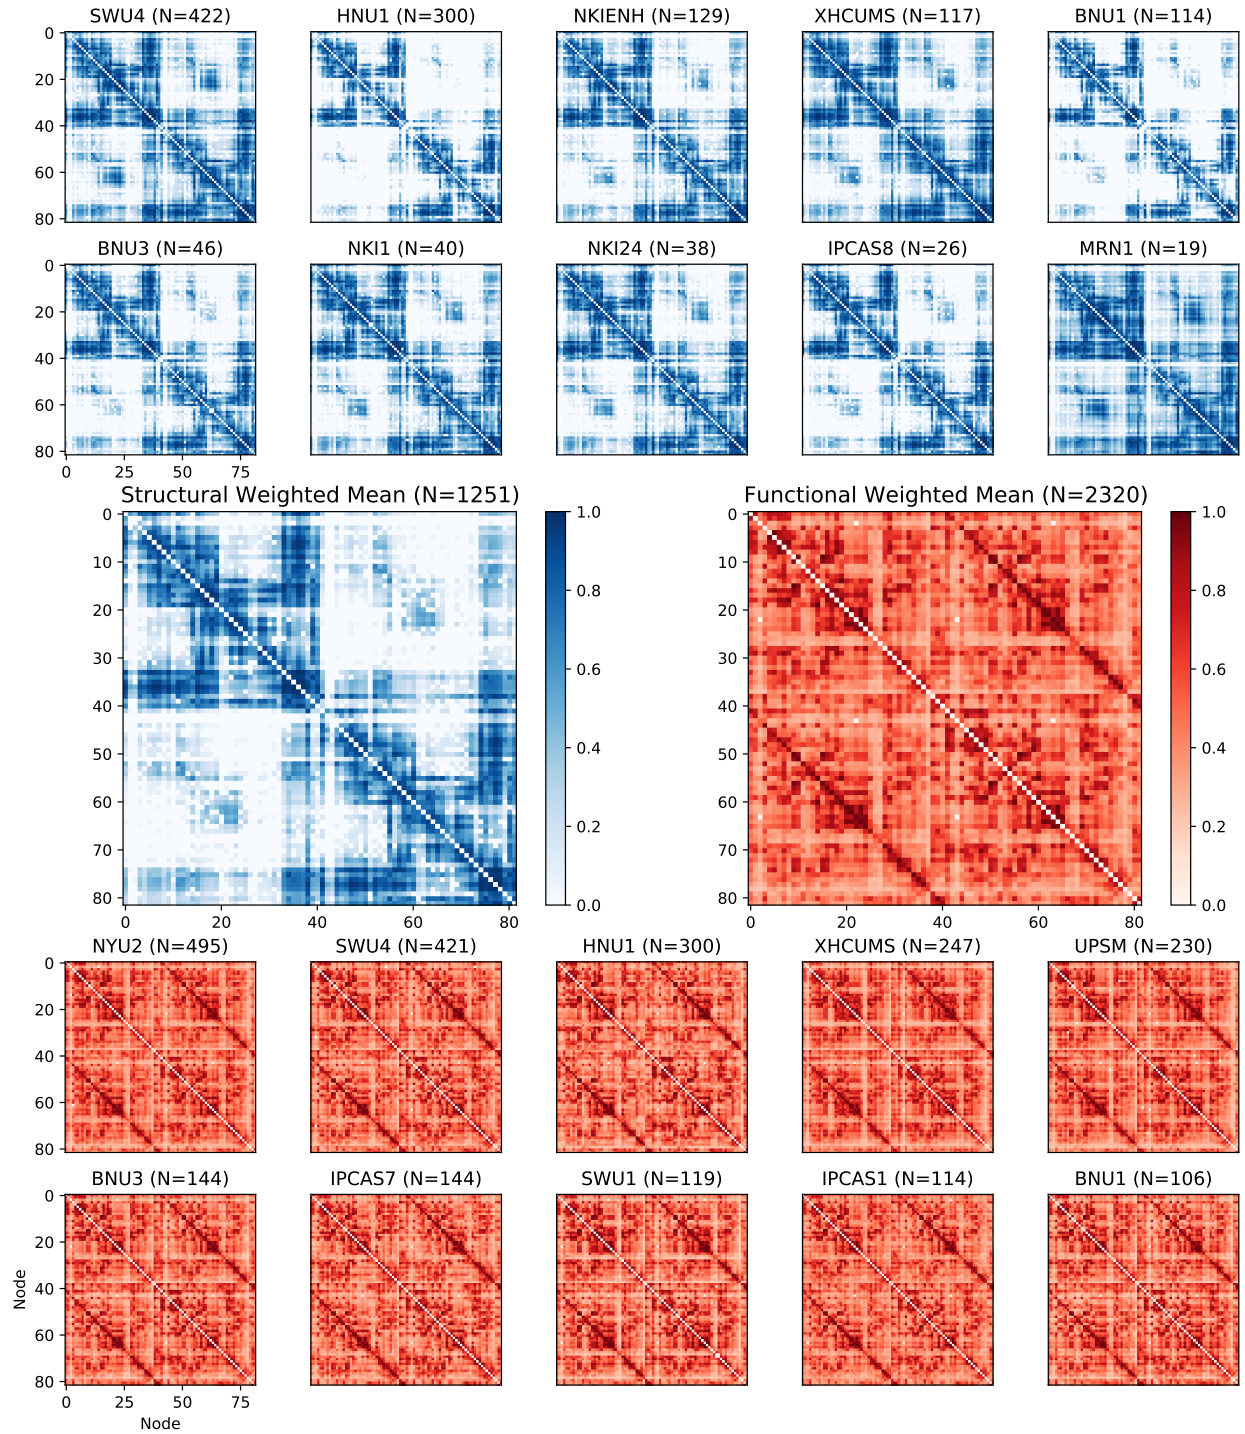 SWU4 (N=422) HNU1 (N=300) NKIENH (N=129) XHCUMS (N=117) BNU1 (N=114)
0
20
40
60
80
BNU3 (N=46) NKI1 (N=40) NKI24 (N=38) IPCAS8 (N=26) MRN1 (N=19)
0
20
40
60
80
0 25 50 75
Structural Weighted Mean (N=1251) Functional Weighted Mean (N=2320)
0 1.0 0 1.0
10 10
20 0.8 20 0.8
30 0.6 30 0.6
40 40
50 0.4 50 0.4
60 60
70 0.2 70 0.2
80 0.0 80 0.0
0 20 40 60 80 0 20 40 60 80
NYU2 (N=495) SWU4 (N=421) HNU1 (N=300) XHCUMS (N=247) UPSM (N=230)
0
20
40
60
80
BNU3 (N=144) IPCAS7 (N=144) SWU1 (N=119) IPCAS1 (N=114) BNU1 (N=106)
0
20
40
Node
60
80
0 25 50 75
Node